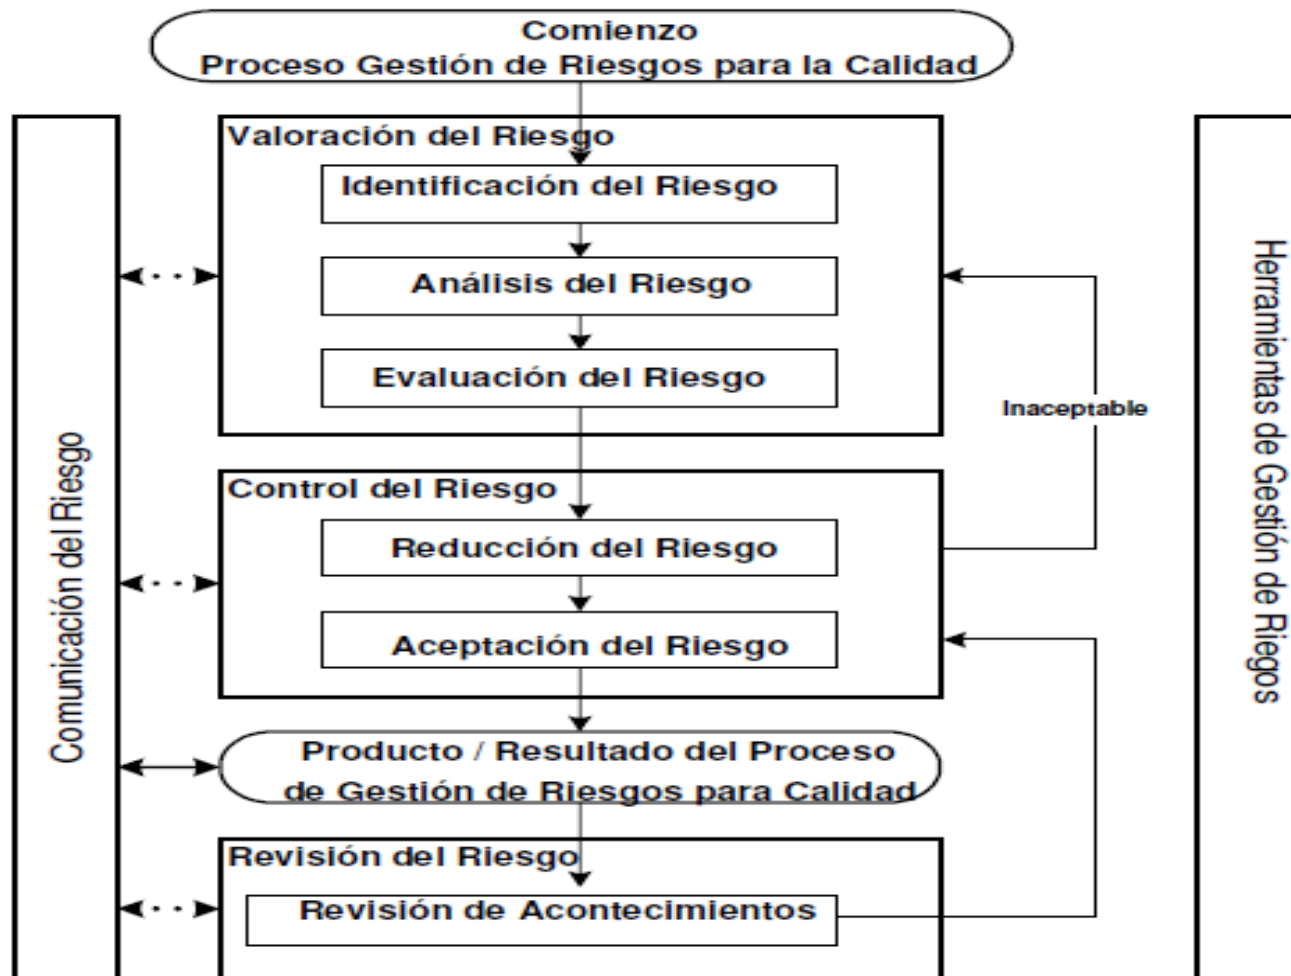 Comienzo
Proceso Gestión de Riesgos para la Calidad
Valoración del Riesgo
Identificación del Riesgo
Análisis del Riesgo
Evaluación del Riesgo
Inaceptable
Control del Riesgo
Reducción del Riesgo
Aceptación del Riesgo
Producto / Resultado del Proceso
de Gestión de Riesgos para Calidad
Revisión del Riesgo
Revisión de Acontecimientos
Comunicación del Riesgo
Herramientas de Gestión de Riegos